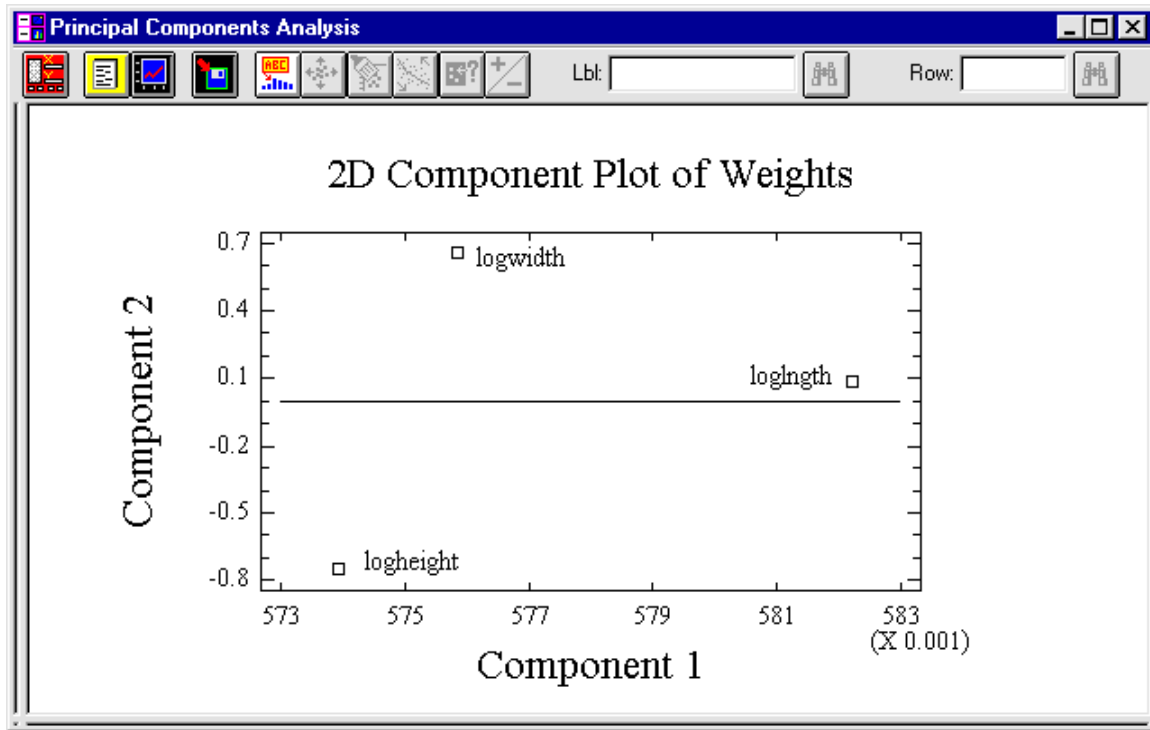 Principal Components Analysis
ABC
Lbl:
Row:
2D Component Plot of Weights
0.7
logwidth
0.4
loglngth
0.1
-0.2
-0.5
logheight
-0.8
Component 2
573 575 577 579 581 583
(X 0.001)
Component 1